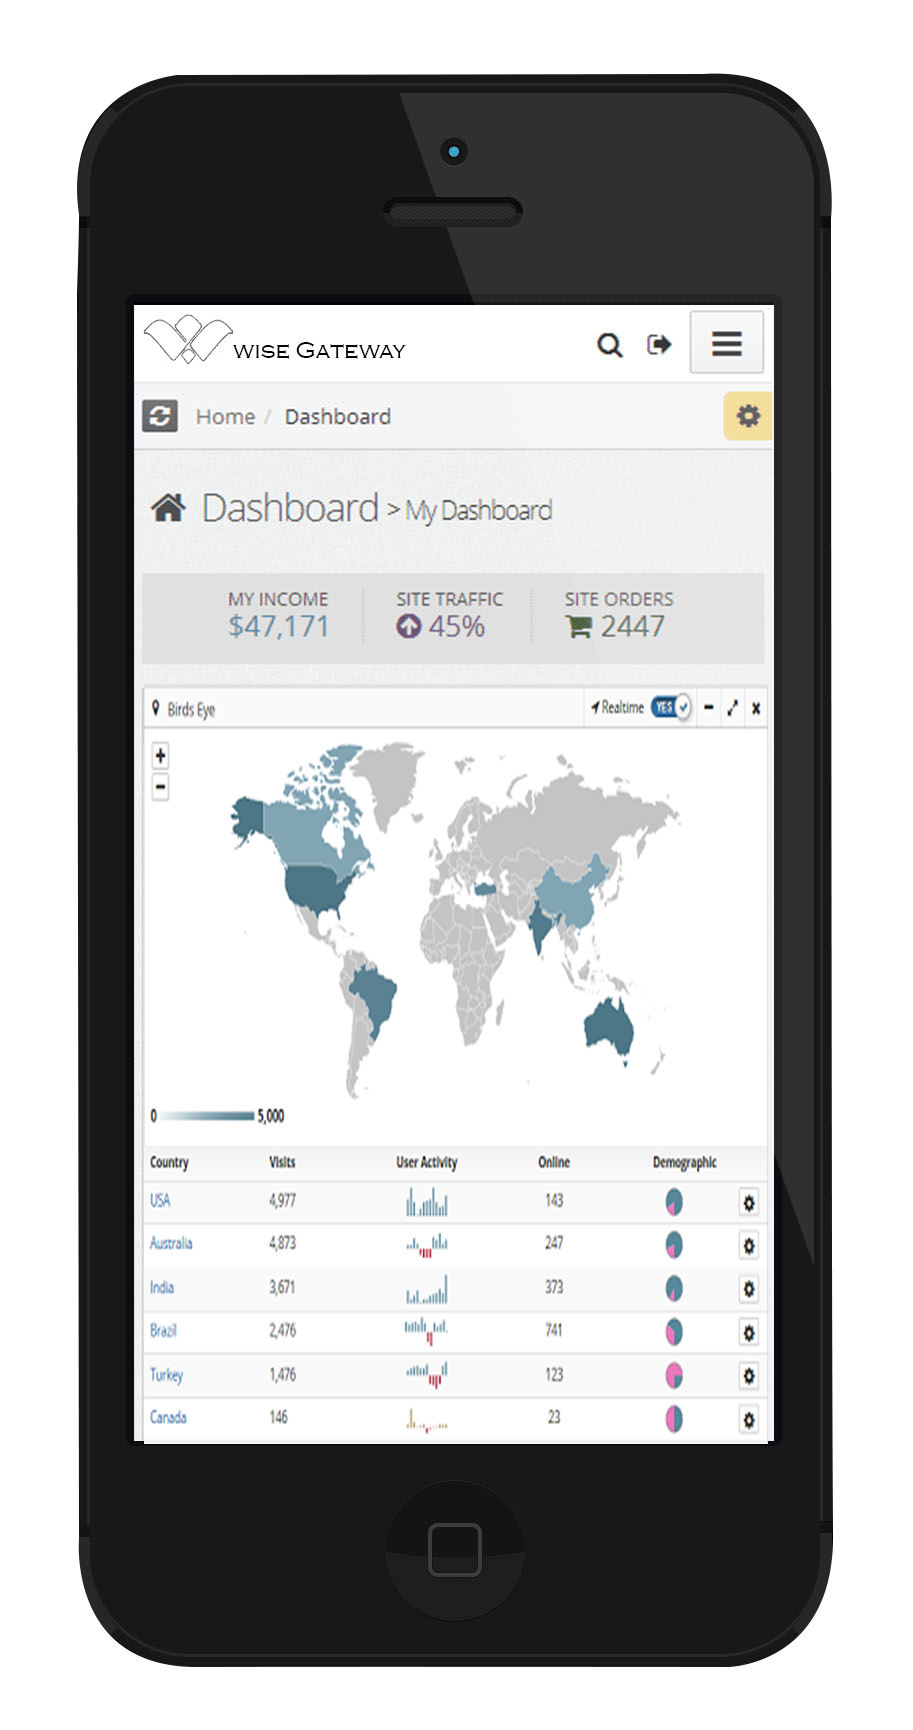 WISE GATEWAY
Home / Dashboard
Dashboard > My Dashboard
MY INCOME SITE TRAFFIC SITE ORDERS
$47,171 45% 2447
Birds Eye Realtime YES
+
−
0 5,000
Country Visits User Activity Online Demographic
USA 4,977 143
Australia 4,873 247
India 3,671 373
Brazil 2,476 741
Turkey 1,476 123
Canada 146 23